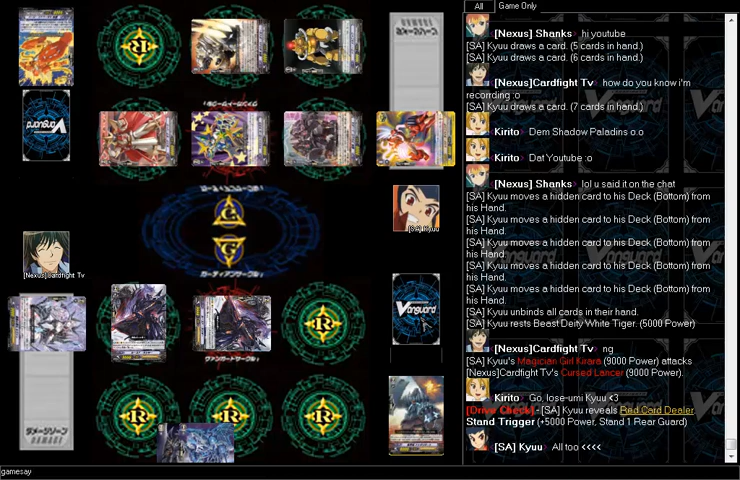 All
Game Only
[Nexus] Shanks› hi youtube
[SA] Kyuu draws a card. (5 cards in hand.)
[SA] Kyuu draws a card. (6 cards in hand.)
[Nexus]Cardfight Tv› how do you know i'm
recorrding :o
[SA] Kyuu draws a card. (7 cards in hand.)
Kirito› Dem Shadow Paladins o.o
Kirito› Dat Youtube :o
[Nexus] Shanks› lol u said it on the chat
[SA] Kyuu moves a hidden card to his Deck (Bottom) from
his Hand.
[SA] Kyuu moves a hidden card to his Deck (Bottom) from
his Hand.
[SA] Kyuu moves a hidden card to his Deck (Bottom) from
his Hand.
[SA] Kyuu moves a hidden card to his Deck (Bottom) from
his Hand.
[SA] Kyuu moves a hidden card to his Deck (Bottom) from
his Hand.
[SA] Kyuu unbinds all cards in their hand.
[SA] Kyuu rests Beast Deity White Tiger. (5000 Power)
[Nexus]Cardfight Tv› ng
[SA] Kyuu's Magician Girl Kirara (9000 Power) attacks
[Nexus]Cardfight Tv's Cursed Lancer (9000 Power).
Kirito› Go, lose-umi Kyuu <3
[Drive Check] - [SA] Kyuu reveals Red Card Dealer.
Stand Trigger (+5000 Power, Stand 1 Rear Guard)
[SA] Kyuu› All too <<<<
[SA] Kyuu
[Nexus]Cardfight Tv
Vanguard
Vanguard
gamesay